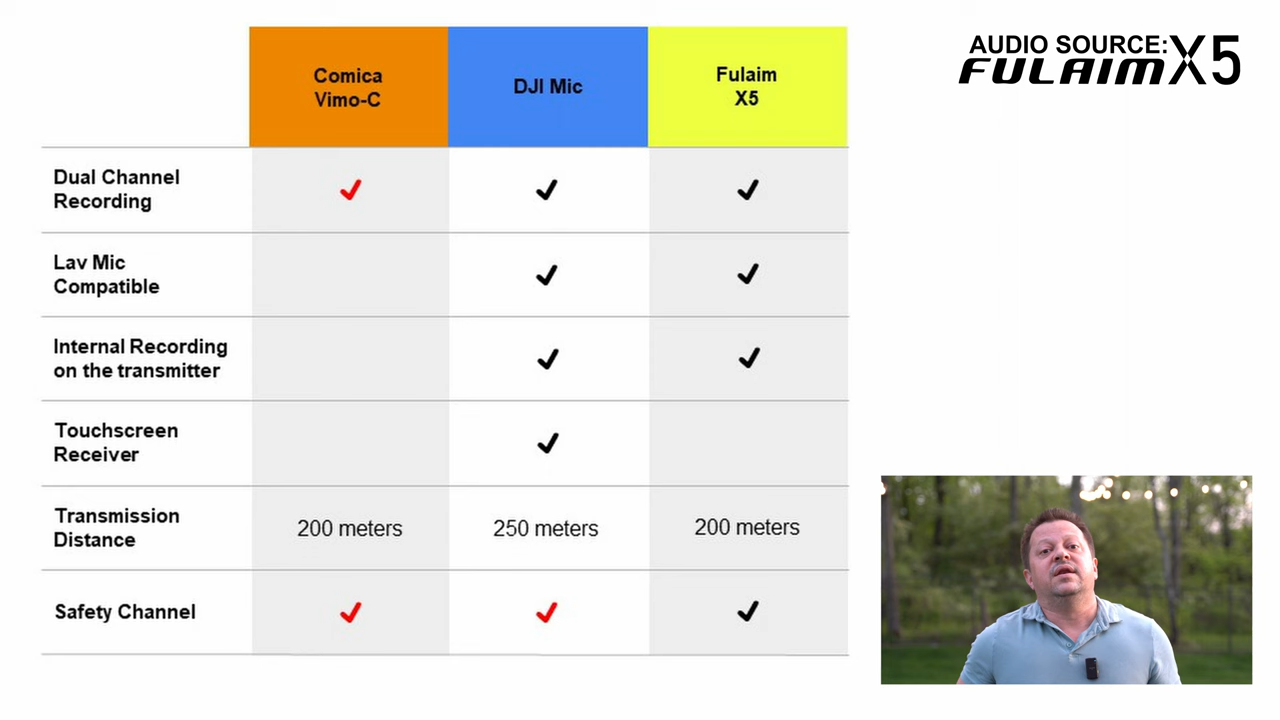 AUDIO SOURCE:
FULAIM X5
Comica
Vimo-C
DJI Mic
Fulaim
X5
Dual Channel
Recording
Lav Mic
Compatible
Internal Recording
on the transmitter
Touchscreen
Receiver
Transmission
Distance
200 meters
250 meters
200 meters
Safety Channel